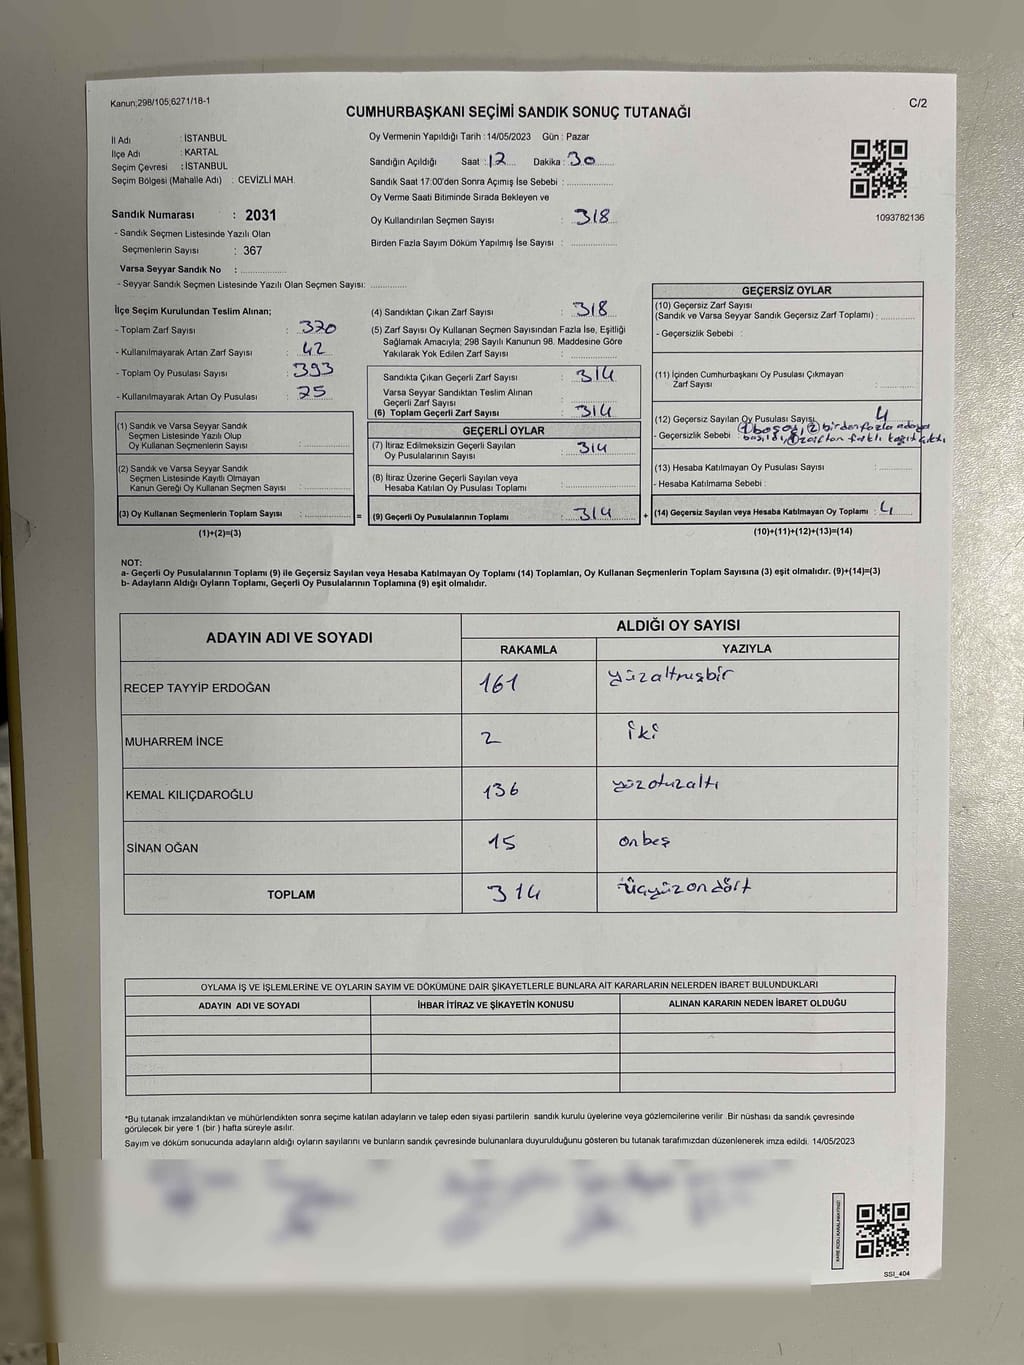 Kanun;298/105;6271/18-1
C/2
CUMHURBAŞKANI SEÇİMİ SANDIK SONUÇ TUTANAĞI
İl Adı : İSTANBUL
İlçe Adı : KARTAL
Seçim Çevresi : İSTANBUL
Seçim Bölgesi (Mahalle Adı) : CEVİZLİ MAH.
Sandık Numarası : 2031
- Sandık Seçmen Listesinde Yazılı Olan
Seçmenlerin Sayısı : 367
Varsa Seyyar Sandık No : ...............
- Seyyar Sandık Seçmen Listesinde Yazılı Olan Seçmen Sayısı: ............
Oy Vermenin Yapıldığı Tarih : 14/05/2023 Gün : Pazar
Sandığın Açıldığı Saat : 12 Dakika : 30
Sandık Saat 17:00'den Sonra Açımış İse Sebebi : ...............
Oy Verme Saati Bitiminde Sırada Bekleyen ve
Oy Kullandırılan Seçmen Sayısı : 318
Birden Fazla Sayım Döküm Yapılmış İse Sayısı : ...............
1093782136
İlçe Seçim Kurulundan Teslim Alınan;
- Toplam Zarf Sayısı : 320
- Kullanılmayarak Artan Zarf Sayısı : 42
- Toplam Oy Pusulası Sayısı : 393
- Kullanılmayarak Artan Oy Pusulası : 25
(1) Sandık ve Varsa Seyyar Sandık
Seçmen Listesinde Yazılı Olup
Oy Kullanan Seçmenlerin Sayısı : ...............
(2) Sandık ve Varsa Seyyar Sandık
Seçmen Listesinde Kayıtlı Olmayan
Kanun Gereği Oy Kullanan Seçmen Sayısı : ...............
(3) Oy Kullanan Seçmenlerin Toplam Sayısı : ............... =
(1)+(2)=(3)
(4) Sandıktan Çıkan Zarf Sayısı : 318
(5) Zarf Sayısı Oy Kullanan Seçmen Sayısından Fazla İse, Eşitliği
Sağlamak Amacıyla; 298 Sayılı Kanunun 98. Maddesine Göre
Yakılarak Yok Edilen Zarf Sayısı : ...............
Sandıkta Çıkan Geçerli Zarf Sayısı : 314
Varsa Seyyar Sandıktan Teslim Alınan
Geçerli Zarf Sayısı : ...............
(6) Toplam Geçerli Zarf Sayısı : 314
GEÇERLİ OYLAR
(7) İtiraz Edilmeksizin Geçerli Sayılan
Oy Pusulalarının Sayısı : 314
(8) İtiraz Üzerine Geçerli Sayılan veya
Hesaba Katılan Oy Pusulası Toplamı : ...............
(9) Geçerli Oy Pusulalarının Toplamı : 314 +
GEÇERSİZ OYLAR
(10) Geçersiz Zarf Sayısı
(Sandık ve Varsa Seyyar Sandık Geçersiz Zarf Toplamı) : ............
- Geçersizlik Sebebi :
(11) İçinden Cumhurbaşkanı Oy Pusulası Çıkmayan
Zarf Sayısı : ............
(12) Geçersiz Sayılan Oy Pusulası Sayısı 4
- Geçersizlik Sebebi : ① boş oy, ② birden fazla adaya
basıldı, ① zarftan farklı kağıt çıktı
(13) Hesaba Katılmayan Oy Pusulası Sayısı : ............
- Hesaba Katılmama Sebebi :
(14) Geçersiz Sayılan veya Hesaba Katılmayan Oy Toplamı : 4
(10)+(11)+(12)+(13)=(14)
NOT:
a- Geçerli Oy Pusulalarının Toplamı (9) ile Geçersiz Sayılan veya Hesaba Katılmayan Oy Toplamı (14) Toplamları, Oy Kullanan Seçmenlerin Toplam Sayısına (3) eşit olmalıdır. (9)+(14)=(3)
b- Adayların Aldığı Oyların Toplamı, Geçerli Oy Pusulalarının Toplamına (9) eşit olmalıdır.
ADAYIN ADI VE SOYADI
ALDIĞI OY SAYISI
RAKAMLA YAZIYLA
RECEP TAYYİP ERDOĞAN 161 yüzaltmışbir
MUHARREM İNCE 2 iki
KEMAL KILIÇDAROĞLU 136 yüzotuzaltı
SİNAN OĞAN 15 onbeş
TOPLAM 314 üçyüzondört
OYLAMA İŞ VE İŞLEMLERİNE VE OYLARIN SAYIM VE DÖKÜMÜNE DAİR ŞİKAYETLERLE BUNLARA AİT KARARLARIN NELERDEN İBARET BULUNDUKLARI
ADAYIN ADI VE SOYADI İHBAR İTİRAZ VE ŞİKAYETİN KONUSU ALINAN KARARIN NEDEN İBARET OLDUĞU
*Bu tutanak imzalandıktan ve mühürlendikten sonra seçime katılan adayların ve talep eden siyasi partilerin sandık kurulu üyelerine veya gözlemcilerine verilir. Bir nüshası da sandık çevresinde
görülecek bir yere 1 (bir ) hafta süreyle asılır.
Sayım ve döküm sonucunda adayların aldığı oyların sayılarını ve bunların sandık çevresinde bulunanlara duyurulduğunu gösteren bu tutanak tarafımızdan düzenlenerek imza edildi. 14/05/2023
SSI_404